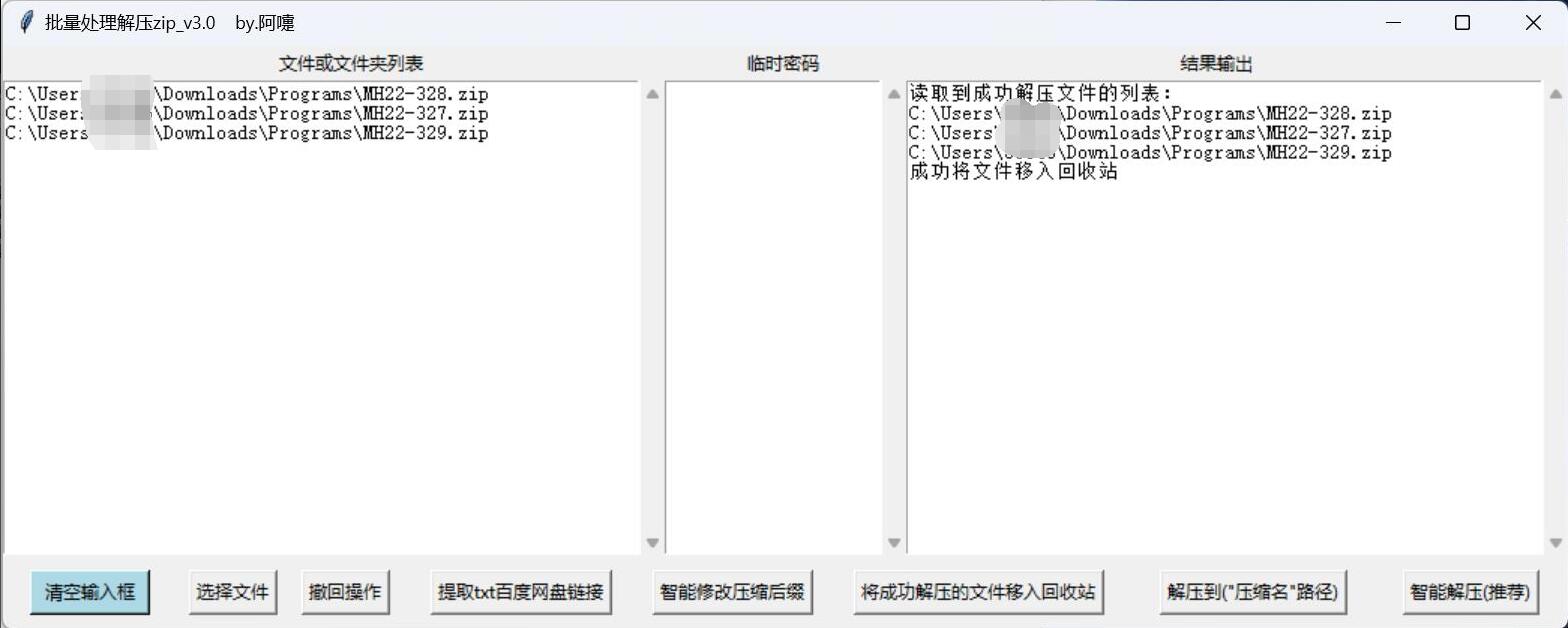 批量处理解压zip_v3.0 by.阿嚏
文件或文件夹列表
临时密码
结果输出
C:\User \Downloads\Programs\MH22-328.zip
C:\User \Downloads\Programs\MH22-327.zip
C:\Users \Downloads\Programs\MH22-329.zip
读取到成功解压文件的列表：
C:\Users\ \Downloads\Programs\MH22-328.zip
C:\Users\ \Downloads\Programs\MH22-327.zip
C:\Users\ \Downloads\Programs\MH22-329.zip
成功将文件移入回收站
清空输入框
选择文件
撤回操作
提取txt百度网盘链接
智能修改压缩后缀
将成功解压的文件移入回收站
解压到("压缩名"路径)
智能解压(推荐)